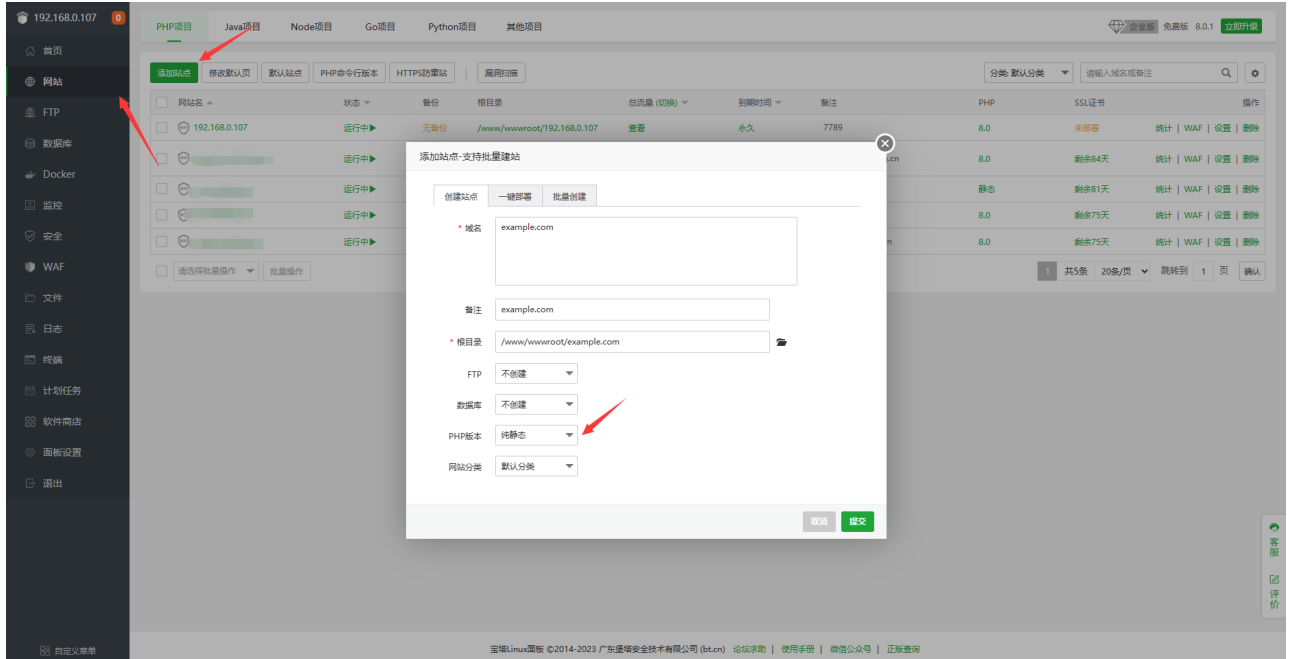 192.168.0.107 0
首页
网站
FTP
数据库
Docker
监控
安全
WAF
文件
日志
终端
计划任务
软件商店
面板设置
退出
自定义菜单
PHP项目 Java项目 Node项目 Go项目 Python项目 其他项目
企业版 免费版 8.0.1 立即升级
添加站点 修改默认页 默认站点 PHP命令行版本 HTTPS防窜站 漏洞扫描
分类: 默认分类 请输入域名或备注
网站名 状态 备份 根目录 总流量 (切换) 到期时间 备注 PHP SSL证书 操作
192.168.0.107 运行中 无备份 /www/wwwroot/192.168.0.107 查看 永久 7789 8.0 未部署 统计 | WAF | 设置 | 删除
运行中 .cn 8.0 剩余84天 统计 | WAF | 设置 | 删除
运行中 静态 剩余81天 统计 | WAF | 设置 | 删除
运行中 8.0 剩余75天 统计 | WAF | 设置 | 删除
运行中 n 8.0 剩余75天 统计 | WAF | 设置 | 删除
请选择批量操作 批量操作
1 共5条 20条/页 跳转到 1 页 确认
添加站点-支持批量建站
创建站点 一键部署 批量创建
* 域名 example.com
备注 example.com
* 根目录 /www/wwwroot/example.com
FTP 不创建
数据库 不创建
PHP版本 纯静态
网站分类 默认分类
取消 提交
客服
评价
宝塔Linux面板 ©2014-2023 广东堡塔安全技术有限公司 (bt.cn) 论坛求助 | 使用手册 | 微信公众号 | 正版查询